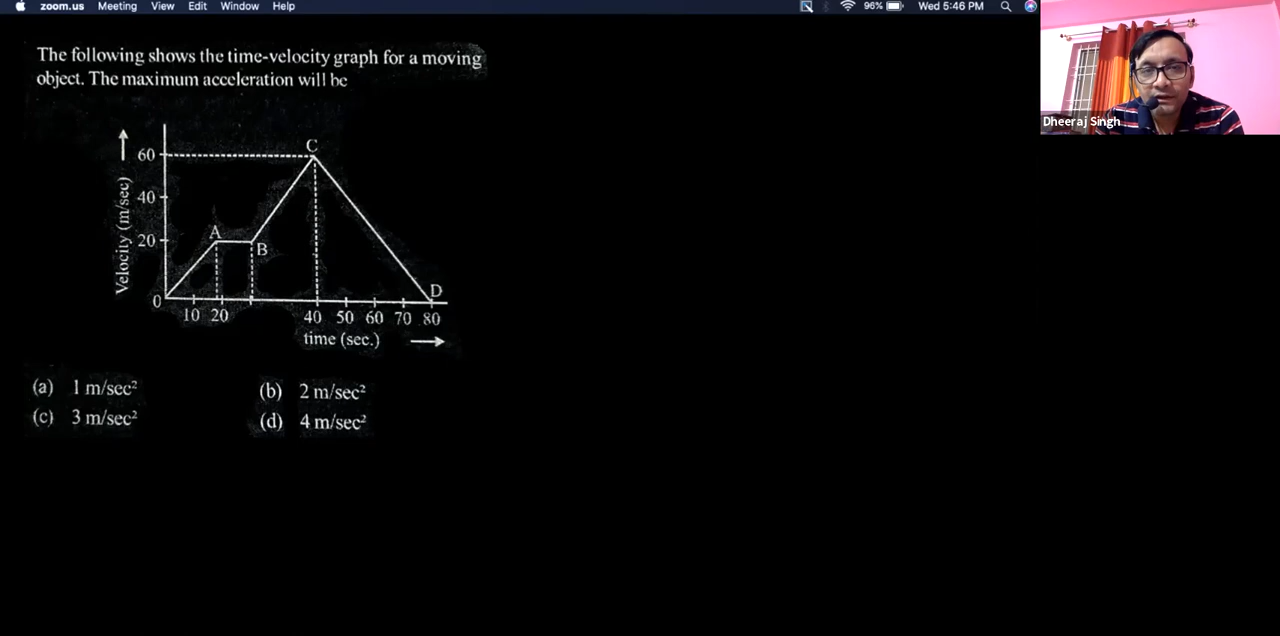 zoom.us Meeting View Edit Window Help 96% Wed 5:46 PM
The following shows the time-velocity graph for a moving
object. The maximum acceleration will be
Dheeraj Singh
C
60
40
A
20
B
Velocity (m/sec)
0
D
10 20 40 50 60 70 80
time (sec.)
(a) 1 m/sec² (b) 2 m/sec²
(c) 3 m/sec² (d) 4 m/sec²